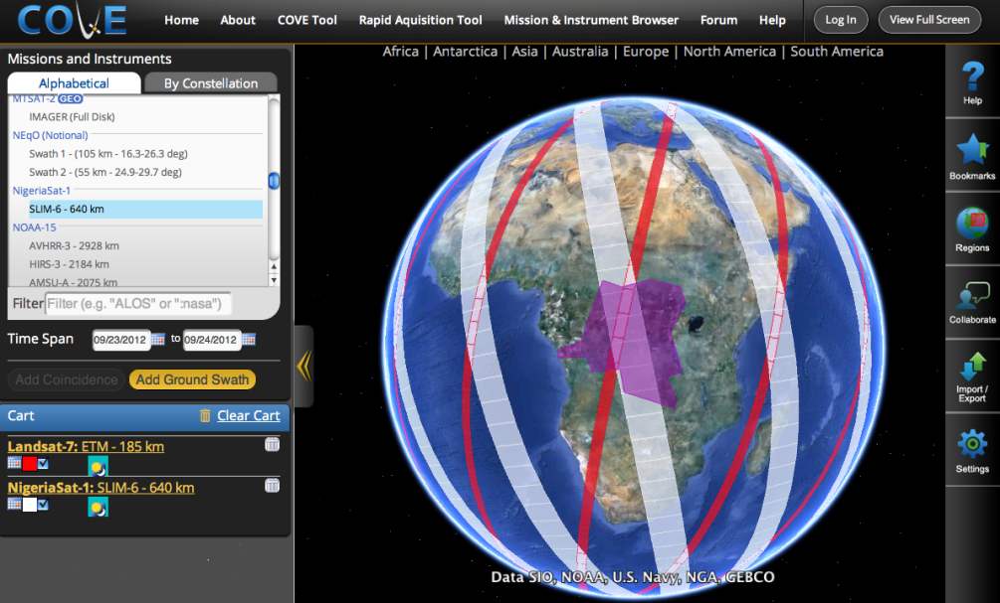 COVE
Home About COVE Tool Rapid Aquisition Tool Mission & Instrument Browser Forum Help Log In View Full Screen
Africa | Antarctica | Asia | Australia | Europe | North America | South America
Missions and Instruments
Alphabetical By Constellation
MTSAT-2 GEO
IMAGER (Full Disk)
NEqO (Notional)
Swath 1 - (105 km - 16.3-26.3 deg)
Swath 2 - (55 km - 24.9-29.7 deg)
NigeriaSat-1
SLIM-6 - 640 km
NOAA-15
AVHRR-3 - 2928 km
HIRS-3 - 2184 km
AMSU-A - 2075 km
Filter Filter (e.g. "ALOS" or ":nasa")
Time Span 09/23/2012 to 09/24/2012
Add Coincidence Add Ground Swath
Cart Clear Cart
Landsat-7: ETM - 185 km
NigeriaSat-1: SLIM-6 - 640 km
Data SIO, NOAA, U.S. Navy, NGA, GEBCO
?
Help
Bookmarks
Regions
Collaborate
Import /
Export
Settings